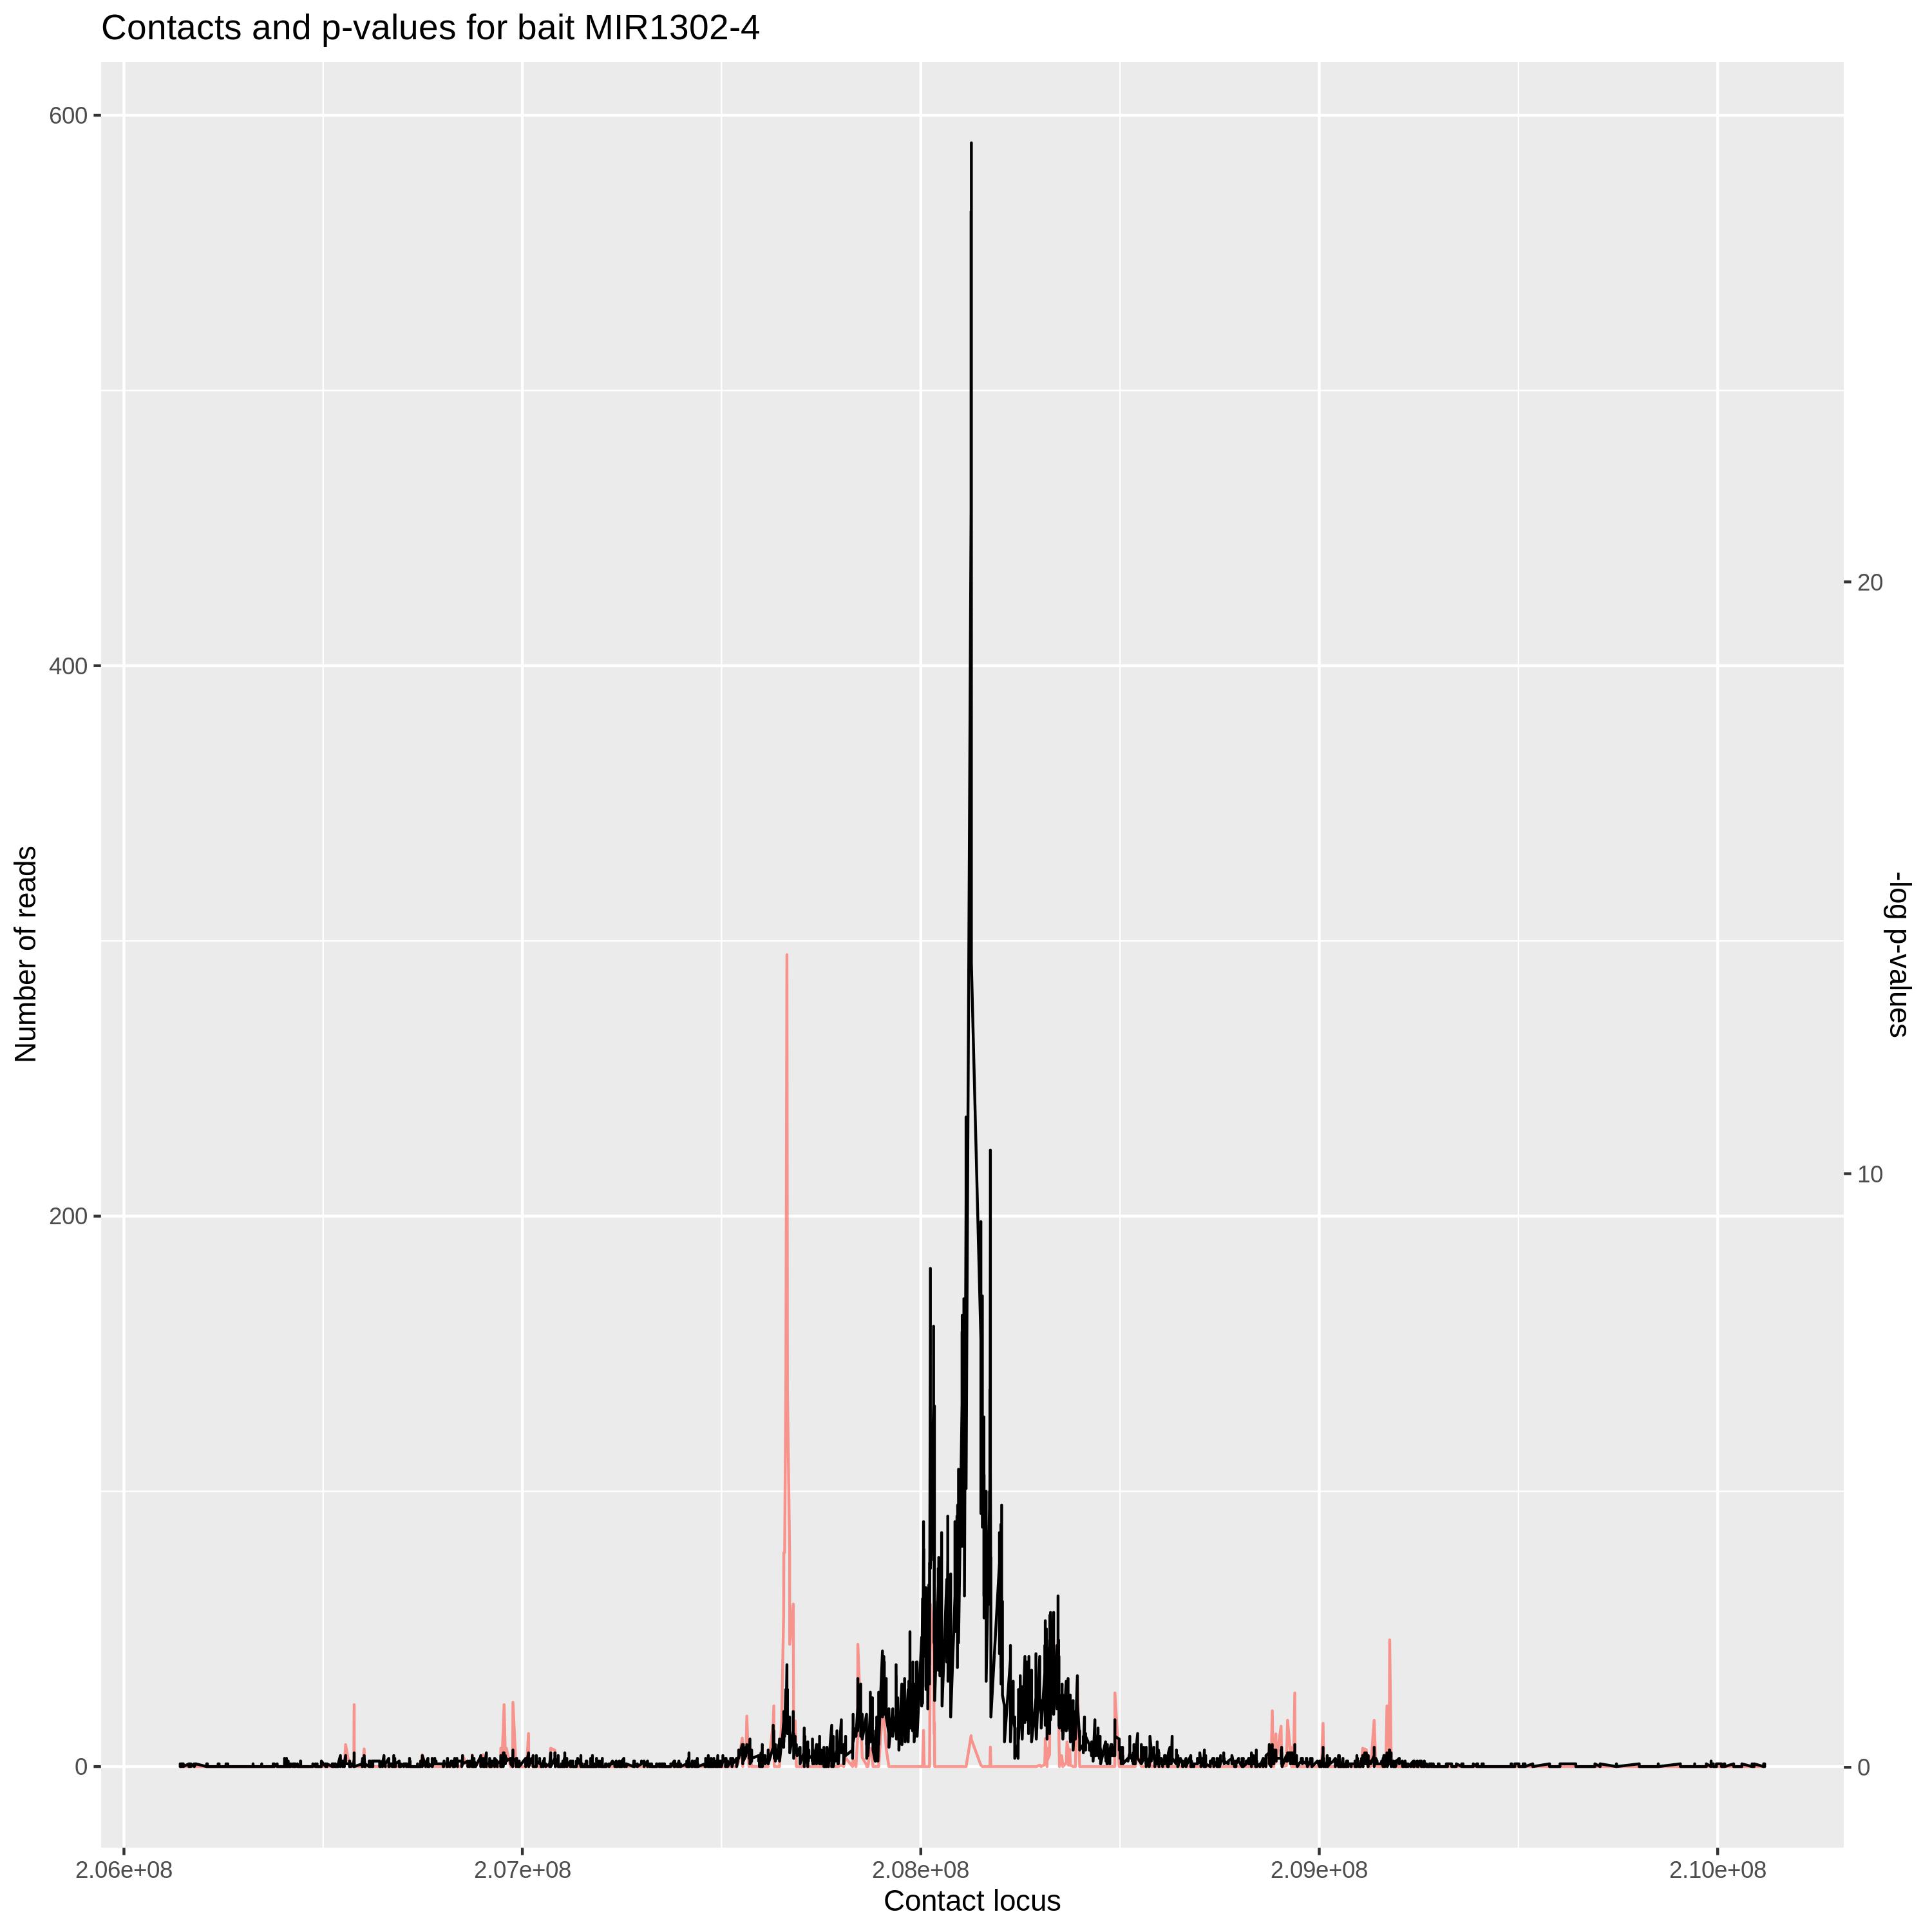 Contacts and p-values for bait MIR1302-4
600
400
200
0
Number of reads
20
10
0
-log p-values
2.06e+08
2.07e+08
2.08e+08
2.09e+08
2.10e+08
Contact locus